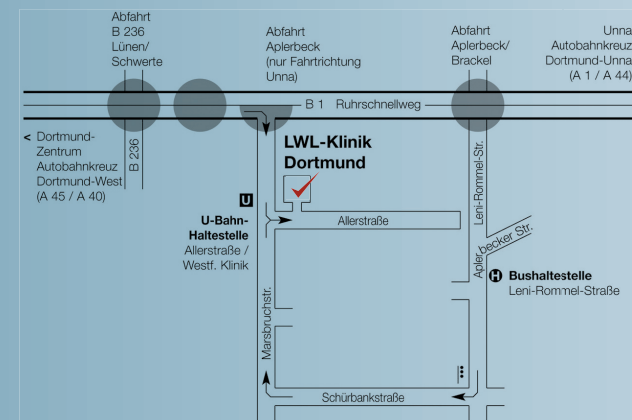 Abfahrt
B 236
Lünen/
Schwerte
Abfahrt
Aplerbeck
(nur Fahrtrichtung
Unna)
Abfahrt
Aplerbeck/
Brackel
Unna
Autobahnkreuz
Dortmund-Unna
(A 1 / A 44)
B 1 Ruhrschnellweg
< Dortmund-
Zentrum
Autobahnkreuz
Dortmund-West
(A 45 / A 40)
B 236
LWL-Klinik
Dortmund
U
U-Bahn-
Haltestelle
Allerstraße /
Westf. Klinik
Allerstraße
Leni-Rommel-Str.
Aplerbecker Str.
H Bushaltestelle
Leni-Rommel-Straße
Marsbruchstr.
Schürbankstraße